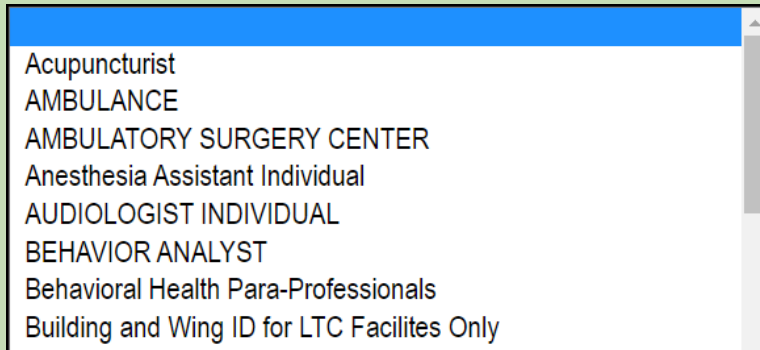 Acupuncturist
AMBULANCE
AMBULATORY SURGERY CENTER
Anesthesia Assistant Individual
AUDIOLOGIST INDIVIDUAL
BEHAVIOR ANALYST
Behavioral Health Para-Professionals
Building and Wing ID for LTC Facilites Only